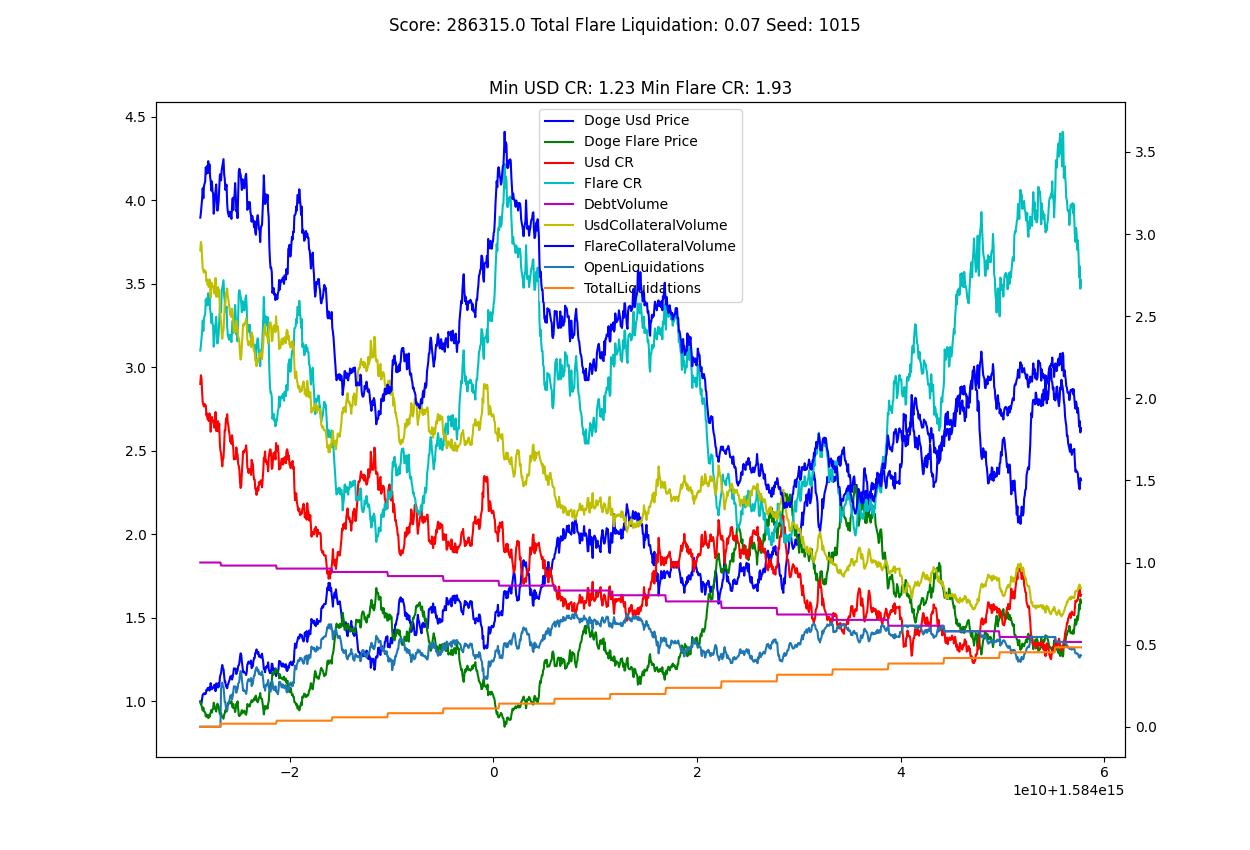 Score: 286315.0 Total Flare Liquidation: 0.07 Seed: 1015
Min USD CR: 1.23 Min Flare CR: 1.93
Doge Usd Price
Doge Flare Price
Usd CR
Flare CR
DebtVolume
UsdCollateralVolume
FlareCollateralVolume
OpenLiquidations
TotalLiquidations
4.5
4.0
3.5
3.0
2.5
2.0
1.5
1.0
3.5
3.0
2.5
2.0
1.5
1.0
0.5
0.0
−2
0
2
4
6
1e10+1.584e15